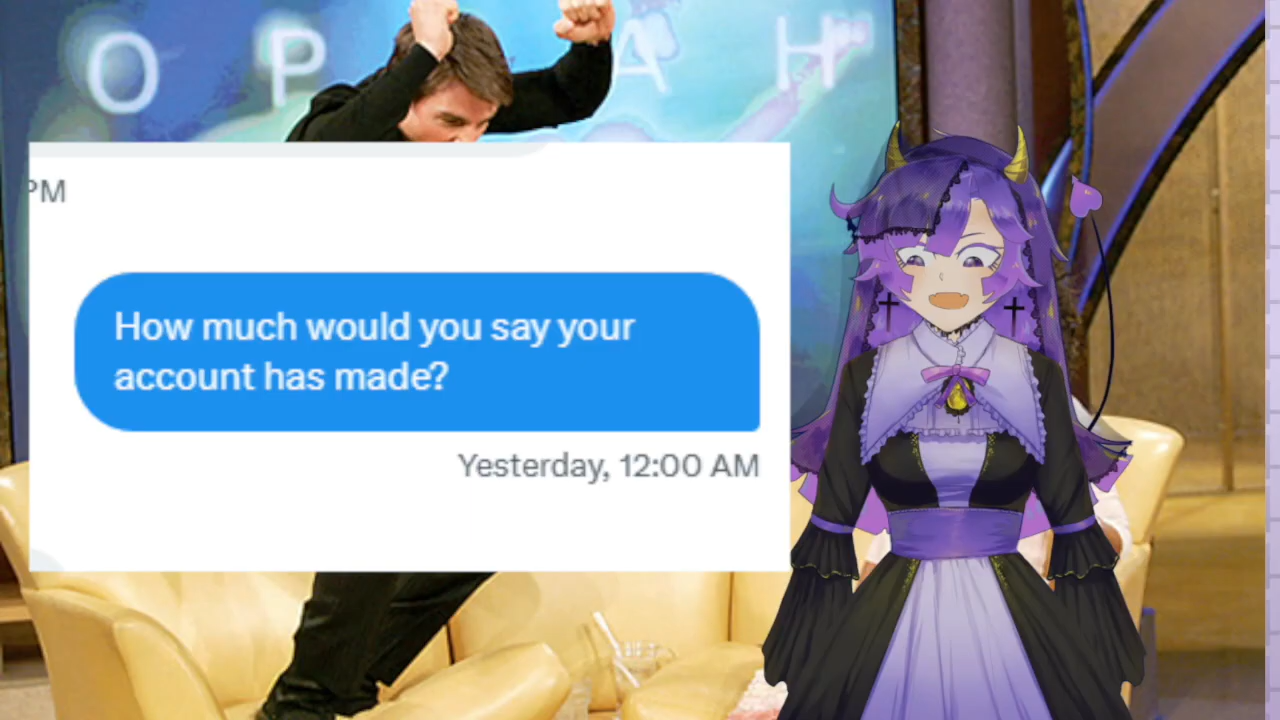 O P A H
PM
How much would you say your
account has made?
Yesterday, 12:00 AM